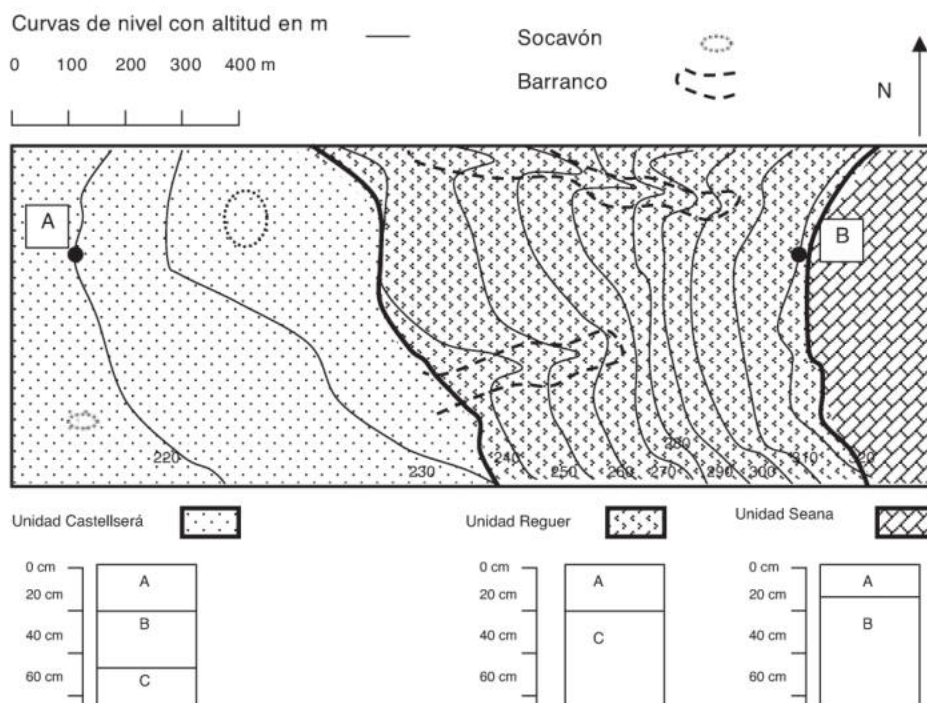 Curvas de nivel con altitud en m
0 100 200 300 400 m
Socavón
Barranco
N
A
B
220
230
240
250
260
270
280
290
300
310
320
Unidad Castellserá
Unidad Reguer
Unidad Seana
0 cm
20 cm
40 cm
60 cm
A
B
C
0 cm
20 cm
40 cm
60 cm
A
C
0 cm
20 cm
40 cm
60 cm
A
B